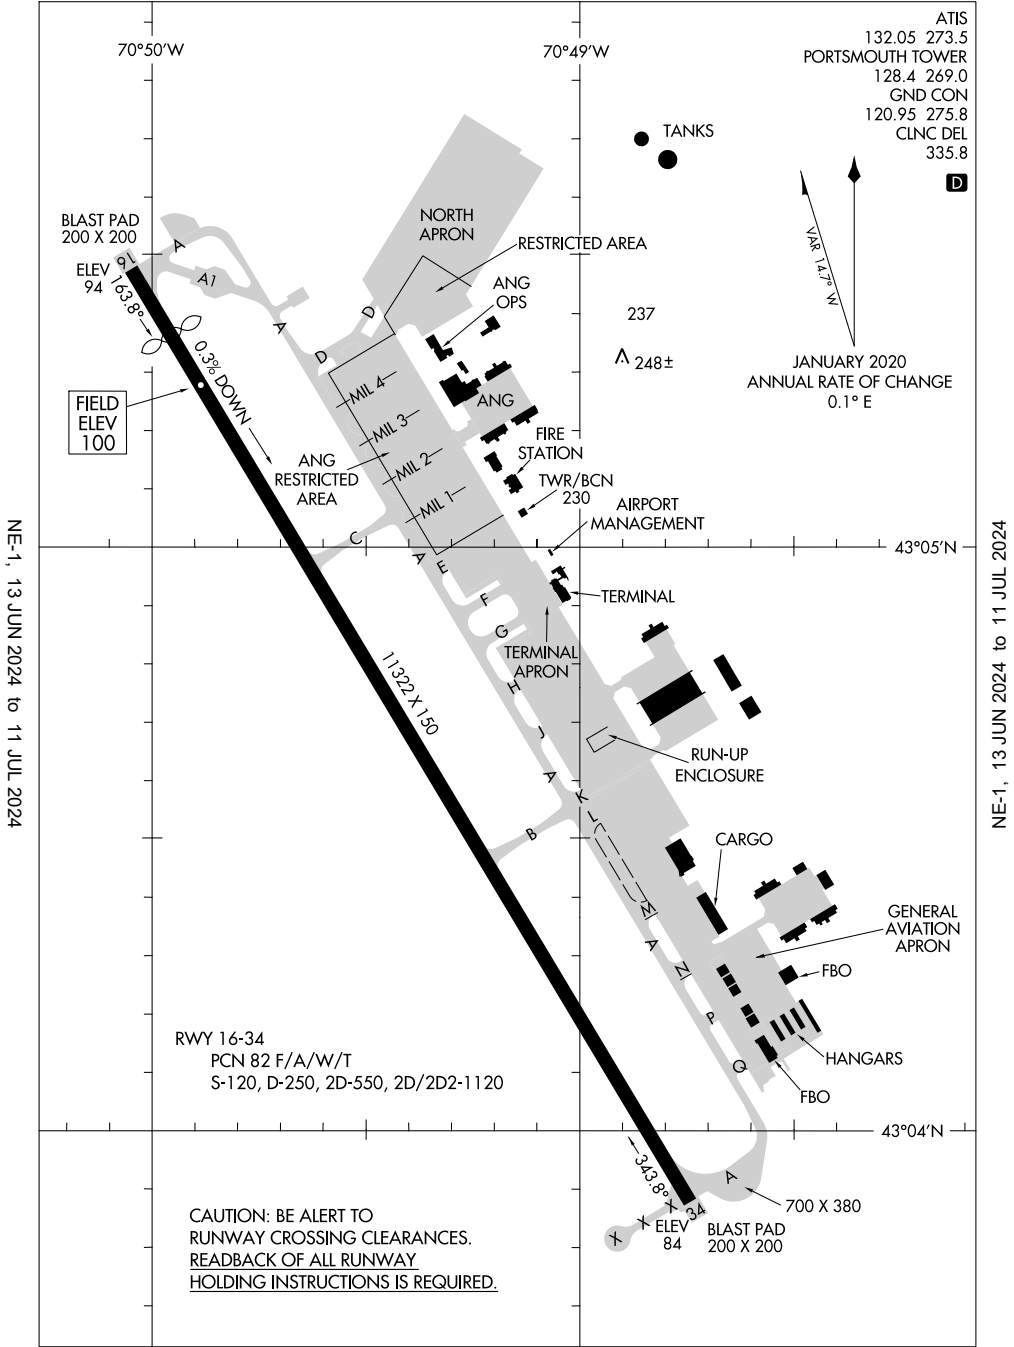 70°50'W
70°49'W
ATIS
132.05 273.5
PORTSMOUTH TOWER
128.4 269.0
GND CON
120.95 275.8
CLNC DEL
335.8
D
TANKS
VAR 14.7° W
JANUARY 2020
ANNUAL RATE OF CHANGE
0.1° E
BLAST PAD
200 X 200
16
ELEV
94
163.8°
A
A1
A
NORTH
APRON
RESTRICTED AREA
D
D
ANG
OPS
237
248±
0.3% DOWN
FIELD
ELEV
100
MIL 4
MIL 3
MIL 2
MIL 1
ANG
ANG
RESTRICTED
AREA
FIRE
STATION
TWR/BCN
230
AIRPORT
MANAGEMENT
C
A
E
43°05'N
F
G
TERMINAL
TERMINAL
APRON
H
11322 X 150
J
A
RUN-UP
ENCLOSURE
K
L
B
CARGO
M
A
N
GENERAL
AVIATION
APRON
FBO
P
HANGARS
Q
FBO
RWY 16-34
PCN 82 F/A/W/T
S-120, D-250, 2D-550, 2D/2D2-1120
43°04'N
343.8°
A
700 X 380
X
X
X
34
ELEV
84
BLAST PAD
200 X 200
CAUTION: BE ALERT TO
RUNWAY CROSSING CLEARANCES.
READBACK OF ALL RUNWAY
HOLDING INSTRUCTIONS IS REQUIRED.
NE-1, 13 JUN 2024 to 11 JUL 2024
NE-1, 13 JUN 2024 to 11 JUL 2024